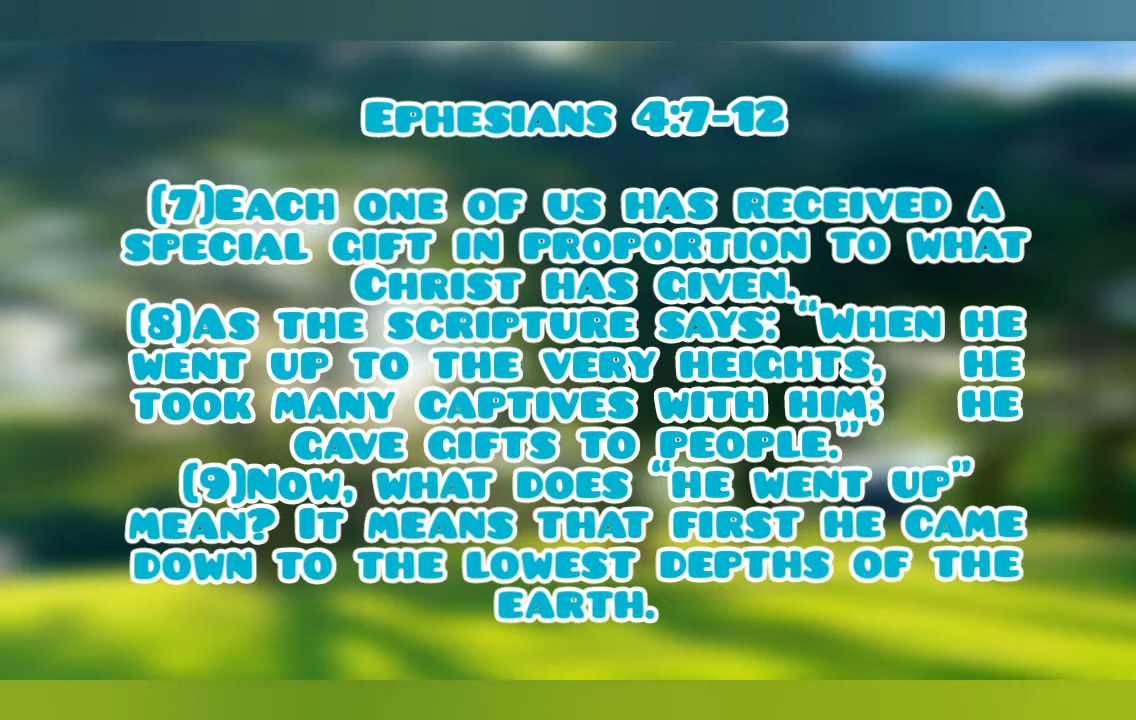 Ephesians 4:7-12
(7)Each one of us has received a
special gift in proportion to what
Christ has given.
(8)As the scripture says: “When he
went up to the very heights, he
took many captives with him; he
gave gifts to people.”
(9)Now, what does “he went up”
mean? It means that first he came
down to the lowest depths of the
earth.